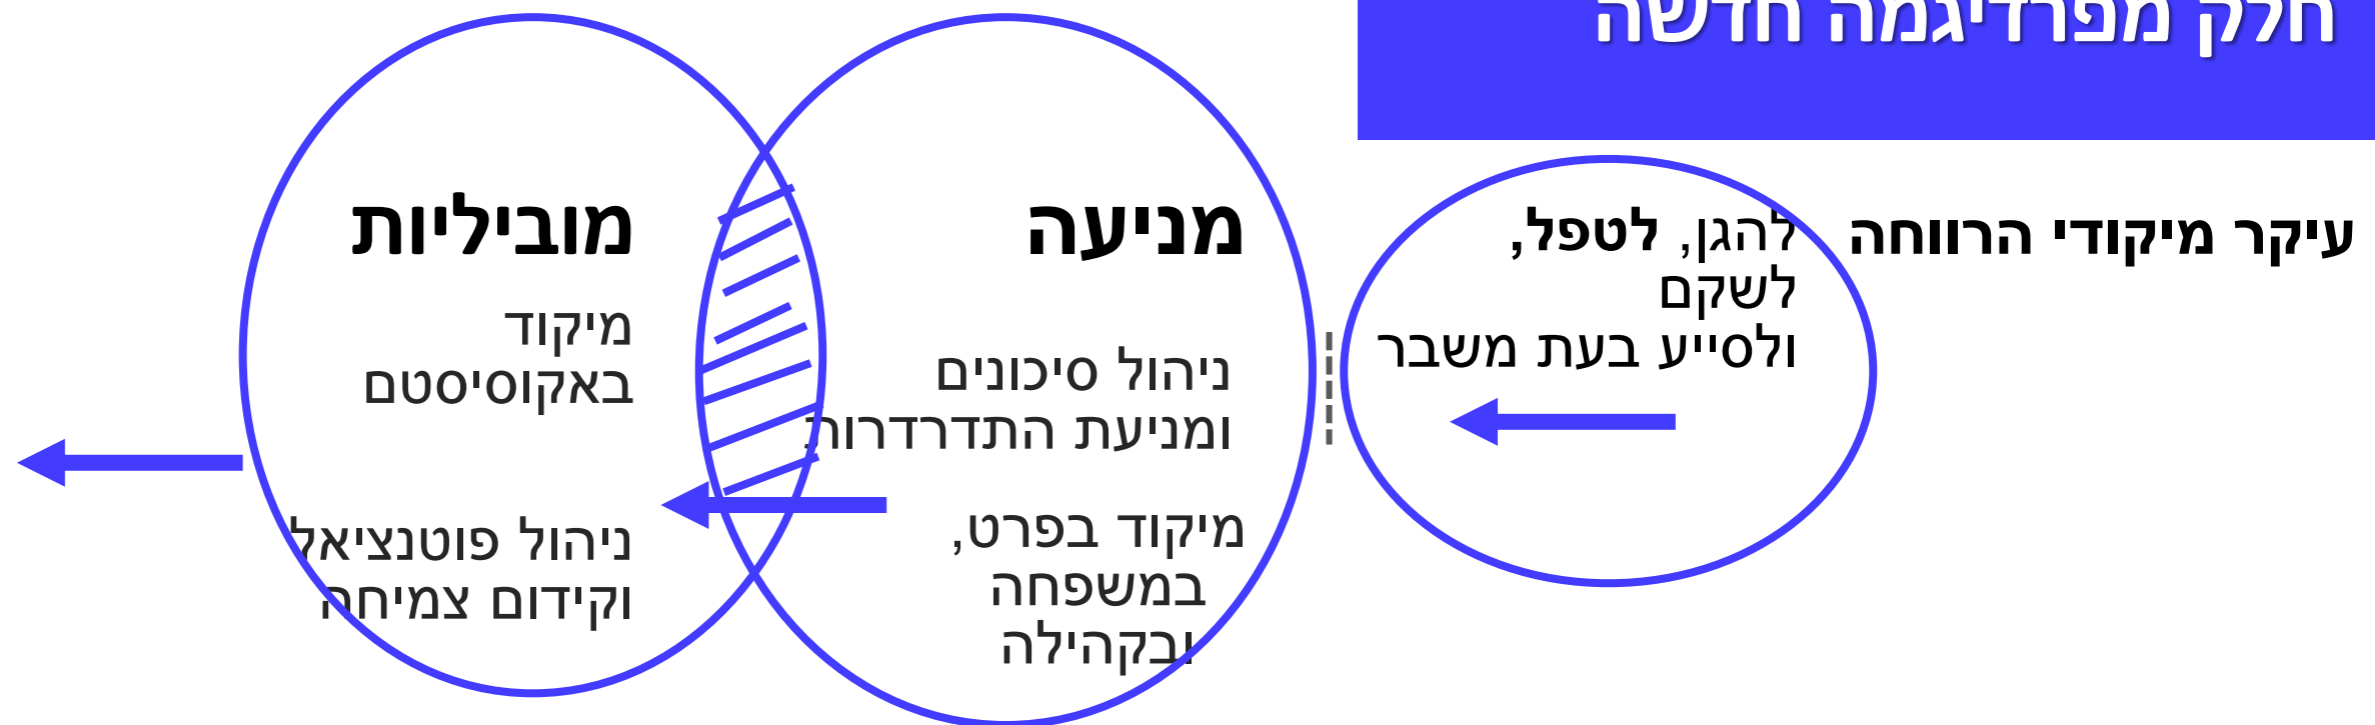 חלק מפרדיגמה חדשה
עיקר מיקודי הרווחה
להגן, לטפל,
לשקם
ולסייע בעת משבר
מניעה
ניהול סיכונים
ומניעת התדרדרות
מיקוד בפרט,
במשפחה
ובקהילה
מוביליות
מיקוד
באקוסיסטם
ניהול פוטנציאל
וקידום צמיחה